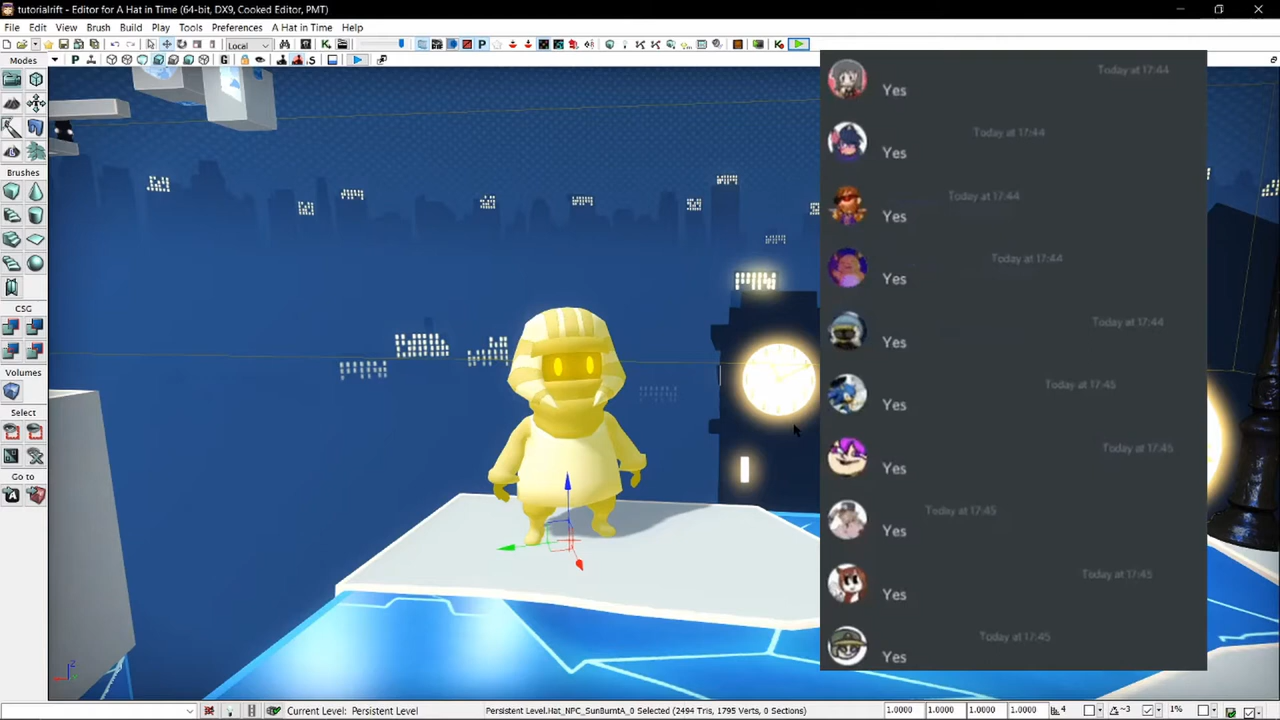 tutorialrift - Editor for A Hat in Time (64-bit, DX9, Cooked Editor, PMT)
File Edit View Brush Build Play Tools Preferences A Hat in Time Help
Local
Modes
Brushes
CSG
Volumes
Select
Go to
Today at 17:44
Yes
Today at 17:44
Yes
Today at 17:44
Yes
Today at 17:44
Yes
Today at 17:44
Yes
Today at 17:45
Yes
Today at 17:45
Yes
Today at 17:45
Yes
Today at 17:45
Yes
Today at 17:45
Yes
Current Level: Persistent Level Persistent Level.Hat_NPC_SunBurntA_0 Selected (2494 Tris, 1795 Verts, 0 Sections) 1.0000 1.0000 1.0000 1.0000 4 3 1%